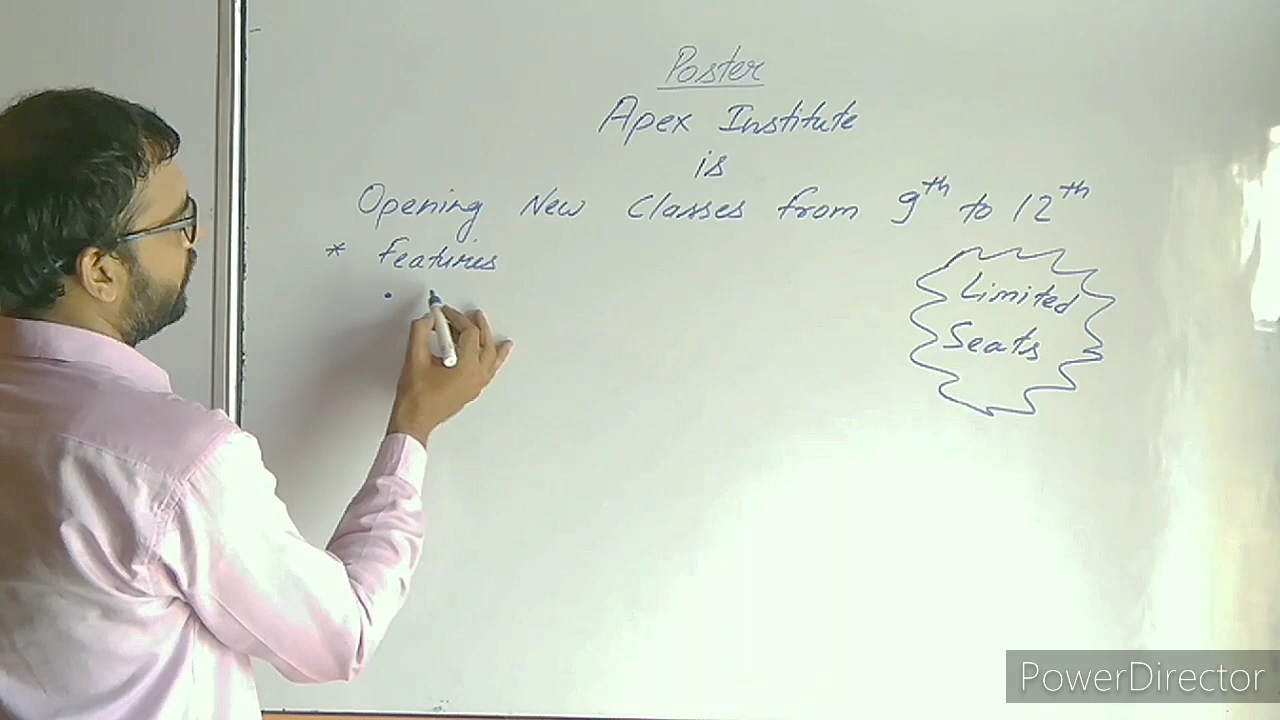 Poster
Apex Institute
is
Opening New Classes from 9th to 12th
* features
•
Limited
Seats
PowerDirector